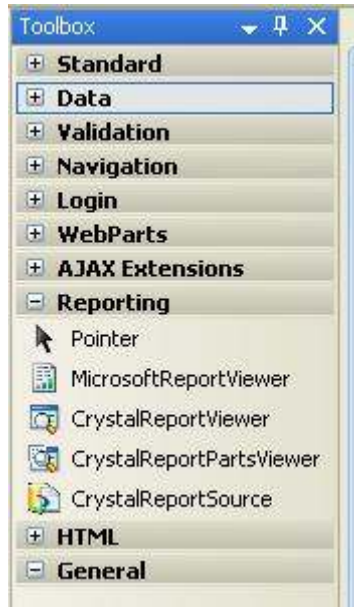 Toolbox
Standard
Data
Validation
Navigation
Login
WebParts
AJAX Extensions
Reporting
Pointer
MicrosoftReportViewer
CrystalReportViewer
CrystalReportPartsViewer
CrystalReportSource
HTML
General